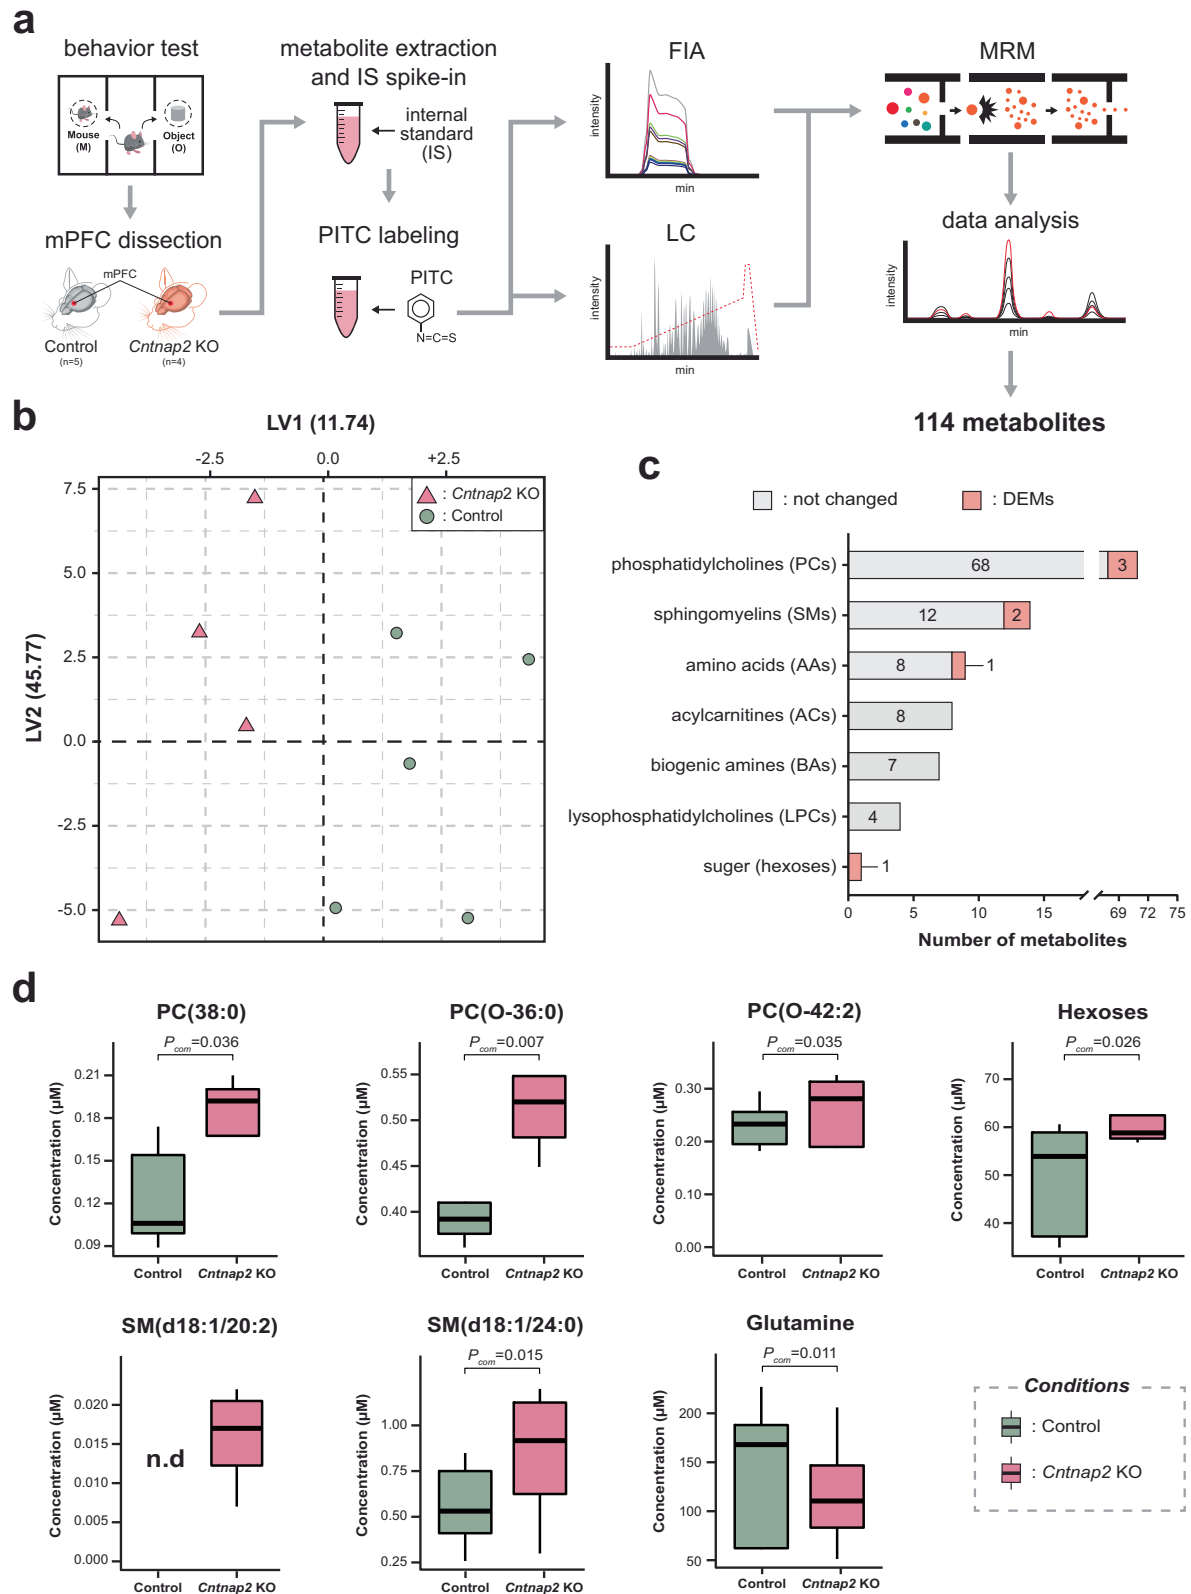 a
behavior test
Mouse
(M)
Object
(O)
mPFC dissection
mPFC
Control
(n=5)
Cntnap2 KO
(n=4)
metabolite extraction
and IS spike-in
internal
standard
(IS)
PITC labeling
PITC
N=C=S
FIA
intensity
min
LC
intensity
min
MRM
data analysis
intensity
min
114 metabolites
b
LV1 (11.74)
-2.5
0.0
+2.5
: Cntnap2 KO
: Control
LV2 (45.77)
7.5
5.0
2.5
0.0
-2.5
-5.0
c
: not changed
: DEMs
phosphatidylcholines (PCs)
68
3
sphingomyelins (SMs)
12
2
amino acids (AAs)
8
1
acylcarnitines (ACs)
8
biogenic amines (BAs)
7
lysophosphatidylcholines (LPCs)
4
suger (hexoses)
1
0
5
10
15
69
72
75
Number of metabolites
d
PC(38:0)
Pcom=0.036
Concentration (μM)
0.21
0.18
0.15
0.12
0.09
Control
Cntnap2 KO
PC(O-36:0)
Pcom=0.007
Concentration (μM)
0.55
0.50
0.45
0.40
Control
Cntnap2 KO
PC(O-42:2)
Pcom=0.035
Concentration (μM)
0.30
0.20
0.10
0.00
Control
Cntnap2 KO
Hexoses
Pcom=0.026
Concentration (μM)
70
60
50
40
Control
Cntnap2 KO
SM(d18:1/20:2)
Concentration (μM)
0.020
0.015
0.010
0.005
0.000
n.d
Control
Cntnap2 KO
SM(d18:1/24:0)
Pcom=0.015
Concentration (μM)
1.00
0.75
0.50
0.25
Control
Cntnap2 KO
Glutamine
Pcom=0.011
Concentration (μM)
200
150
100
50
Control
Cntnap2 KO
Conditions
: Control
: Cntnap2 KO